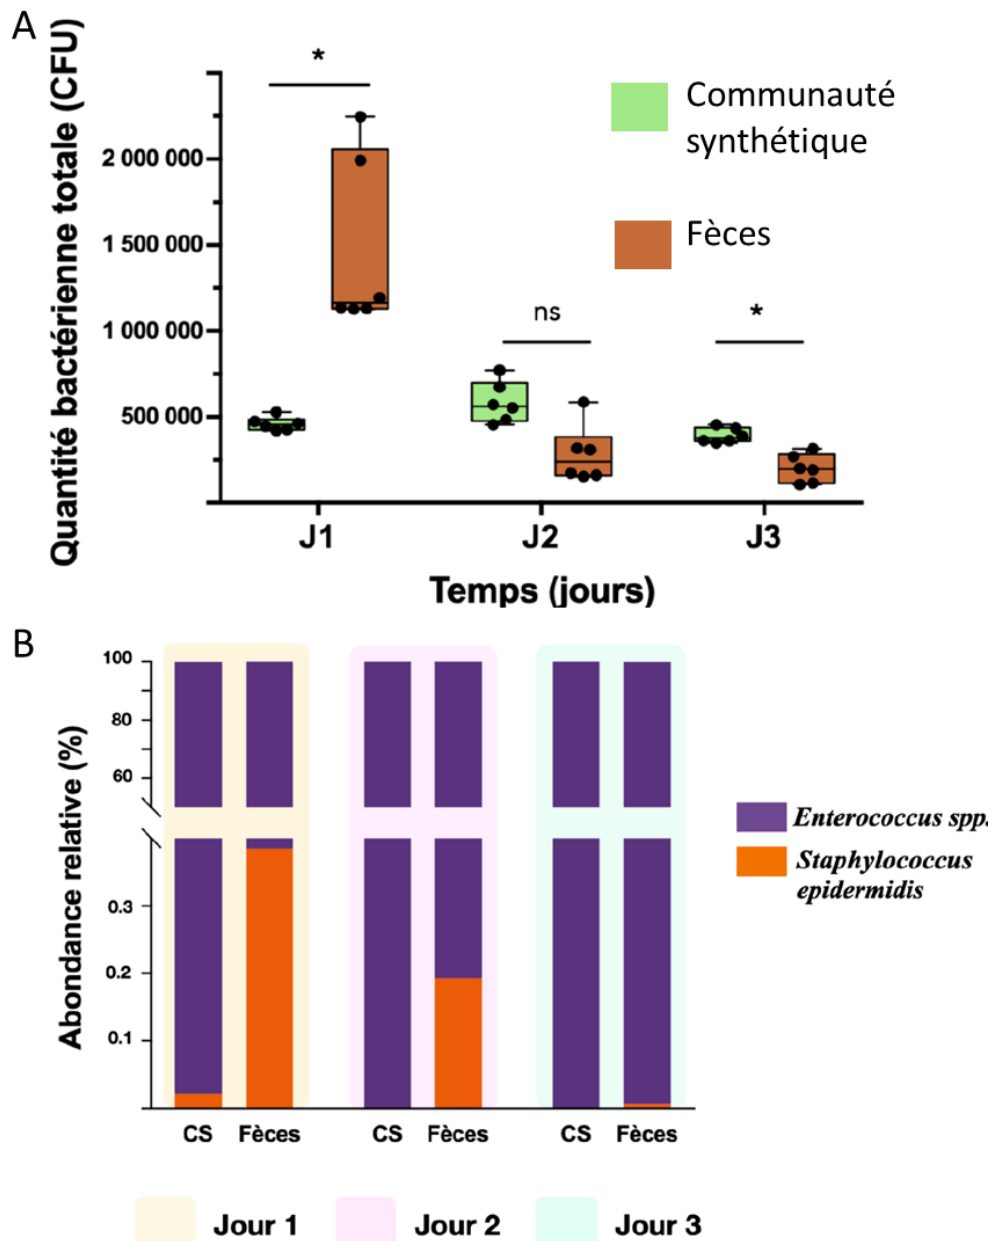 A
Quantité bactérienne totale (CFU)
*
2 000 000
1 500 000
1 000 000
500 000
ns
*
Communauté
synthétique
Fèces
J1
J2
J3
Temps (jours)
B
Abondance relative (%)
100
80
60
0.3
0.2
0.1
CS
Fèces
CS
Fèces
CS
Fèces
Enterococcus spp.
Staphylococcus
epidermidis
Jour 1
Jour 2
Jour 3